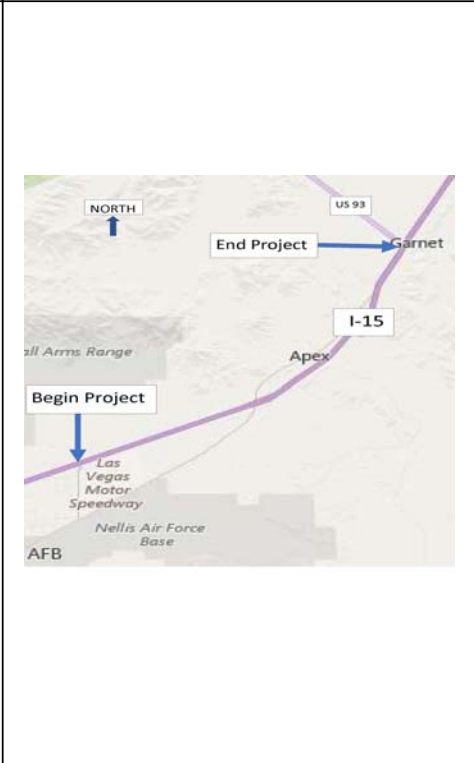 NORTH
US 93
End Project
Garnet
I-15
all Arms Range
Apex
Begin Project
Las
Vegas
Motor
Speedway
Nellis Air Force
Base
AFB